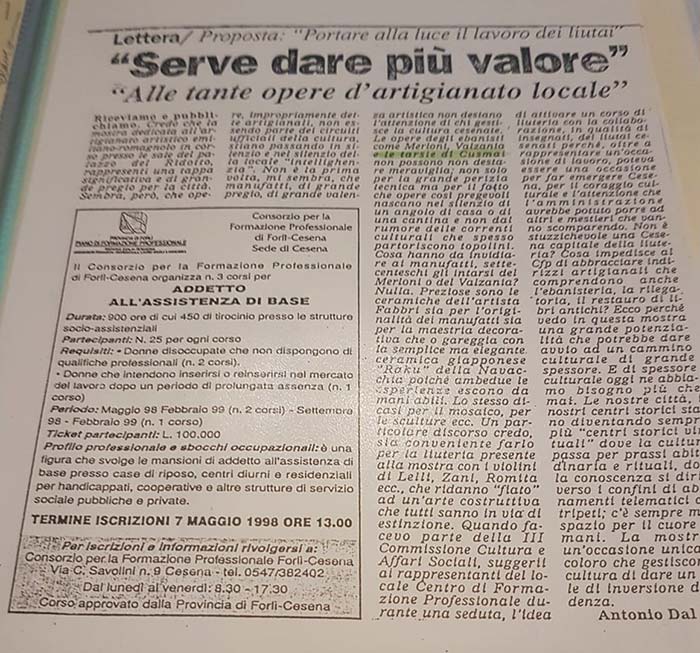 Lettera/ Proposta: "Portare alla luce il lavoro dei liutai"
"Serve dare più valore"
"Alle tante opere d'artigianato locale"
Riceviamo e pubbli-
chiamo. Credo che la
mostra dedicata all'ar-
tigianato artistico emi-
liano-romagnolo in cor-
so presso le sale del pa-
lazzo del Ridotto,
rappresenti una tappa
significativa e di gran-
de pregio per la città.
Sembra, però, che ope-
re, impropriamente det-
te artigianali, non es-
sendo parte dei circuiti
ufficiali della cultura,
stiano passando in si-
lenzio e nel silenzio del-
la locale "intellighen-
zia". Non è la prima
volta, mi sembra, che
manufatti, di grande
pregio, di grande valen-
za artistica non destano
l'attenzione di chi gesti-
sce la cultura cesenate.
Le opere degli ebanisti
come Merloni, Valzania
e le tarsie di Cusmai
non possono non desta-
re meraviglia; non solo
per la grande perizia
tecnica ma per il fatto
che opere così pregevoli
nascano nel silenzio di
un angolo di casa o di
una cantina e non dal
rumore delle correnti
culturali che spesso
partoriscono topolini.
Cosa hanno da invidia-
re ai manufatti, sette-
centeschi gli intarsi del
Merloni o del Valzania?
Nulla. Preziose sono le
ceramiche dell'artista
Fabbri sia per l'origi-
nalità dei manufatti sia
per la maestria decora-
tiva che o gareggia con
la semplice ma elegante
ceramica giapponese
"Raku" della Navac-
chia poiché ambedue le
esperienze escono da
mani abili. Lo stesso di-
casi per il mosaico, per
le sculture ecc. Un par-
ticolare discorso credo,
sia conveniente farlo
per la liuteria presente
alla mostra con i violini
di Lelli, Zani, Romita
ecc., che ridanno "fiato"
ad un'arte costruttiva
che tutti sanno in via di
estinzione. Quando fa-
cevo parte della III
Commissione Cultura e
Affari Sociali, suggerii
ai rappresentanti del lo-
cale Centro di Forma-
zione Professionale du-
rante una seduta, l'idea
di attivare un corso di
liuteria con la collabo-
razione, in qualità di
insegnati, dei liutai ce-
senati perché, oltre a
rappresentare un'occa-
sione di lavoro, poteva
essere una occasione
per far emergere Cese-
na, per il coraggio cul-
turale e l'attenzione che
l'amministrazione
avrebbe potuto porre ad
altri e mestieri che van-
no scomparendo. Non è
stuzzichevole una Cese-
na capitale della liute-
ria? Cosa impedisce al
Cfp di abbracciare indi-
rizzi artigianali che
comprendono anche
l'ebanisteria, la rilega-
toria, il restauro di li-
bri antichi? Ecco perché
vedo in questa mostra
una grande potenzia-
lità che potrebbe dare
avvio ad un cammino
culturale di grande
spessore. E di spessore
culturale oggi ne abbia-
mo bisogno più che
mai. Le nostre città, i
nostri centri storici sta
no diventando sempr
più "centri storici vir
tuali" dove la cultura
passa per prassi abit
dinaria e rituali, do
la conoscenza si dir
verso i confini di ab
namenti telematici c
tripeti; c'è sempre m
spazio per il cuore
mani. La mostr
un'occasione unica
coloro che gestiscon
cultura di dare un
le di inversione d
denza.
Antonio Dal
PROVINCIA DI FORLÌ
PIANO DI FORMAZIONE PROFESSIONALE
Consorzio per la
Formazione Professionale
di Forlì-Cesena
Sede di Cesena
Il Consorzio per la Formazione Professionale
di Forlì-Cesena organizza n. 3 corsi per
ADDETTO
ALL'ASSISTENZA DI BASE
Durata: 900 ore di cui 450 di tirocinio presso le strutture
socio-assistenziali
Partecipanti: N. 25 per ogni corso
Requisiti: • Donne disoccupate che non dispongono di
qualifiche professionali (n. 2 corsi).
• Donne che intendono inserirsi o reinserirsi nel mercato
del lavoro dopo un periodo di prolungata assenza (n. 1
corso)
Periodo: Maggio 98 Febbraio 99 (n. 2 corsi) - Settembre
98 - Febbraio 99 (n. 1 corso)
Ticket partecipanti: L. 100.000
Profilo professionale e sbocchi occupazionali: è una
figura che svolge le mansioni di addetto all'assistenza di
base presso case di riposo, centri diurni e residenziali
per handicappati, cooperative e altre strutture di servizio
sociale pubbliche e private.
TERMINE ISCRIZIONI 7 MAGGIO 1998 ORE 13.00
Per iscrizioni e informazioni rivolgersi a:
Consorzio per la Formazione Professionale Forlì-Cesena
Via C. Savolini n. 9 Cesena - tel. 0547/382402
Dal lunedì al venerdì: 8.30 - 17.30
Corso approvato dalla Provincia di Forlì-Cesena